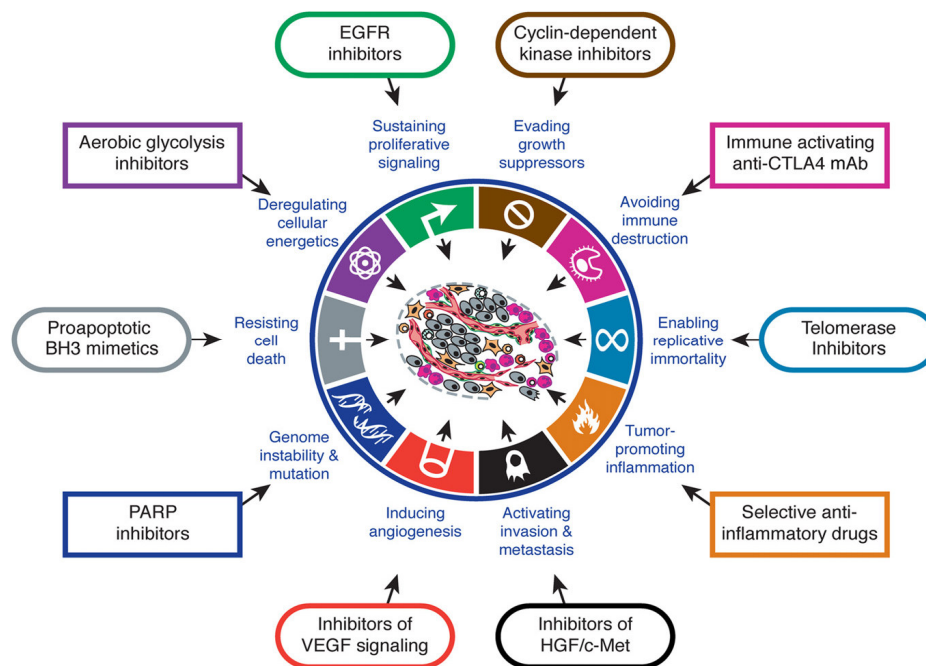 EGFR
inhibitors
Cyclin-dependent
kinase inhibitors
Aerobic glycolysis
inhibitors
Sustaining
proliferative
signaling
Evading
growth
suppressors
Immune activating
anti-CTLA4 mAb
Deregulating
cellular
energetics
Avoiding
immune
destruction
Proapoptotic
BH3 mimetics
Resisting
cell
death
Enabling
replicative
immortality
Telomerase
Inhibitors
Genome
instability &
mutation
Tumor-
promoting
inflammation
PARP
inhibitors
Inducing
angiogenesis
Activating
invasion &
metastasis
Selective anti-
inflammatory drugs
Inhibitors of
VEGF signaling
Inhibitors of
HGF/c-Met